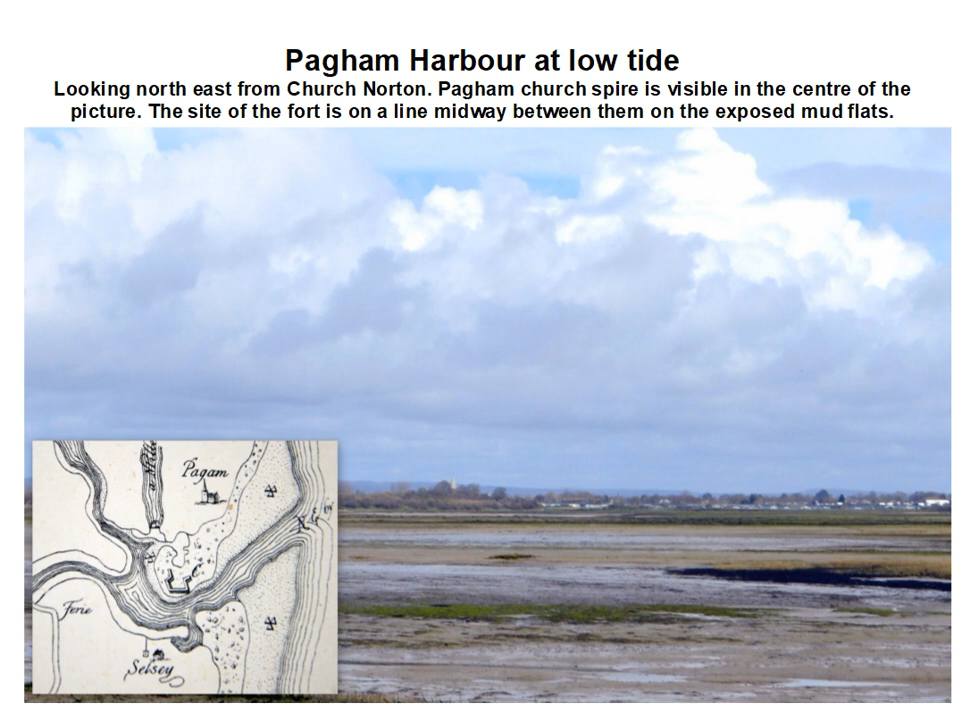 Pagham Harbour at low tide
Looking north east from Church Norton. Pagham church spire is visible in the centre of the
picture. The site of the fort is on a line midway between them on the exposed mud flats.
Pagam
C
Ferie
Selsey